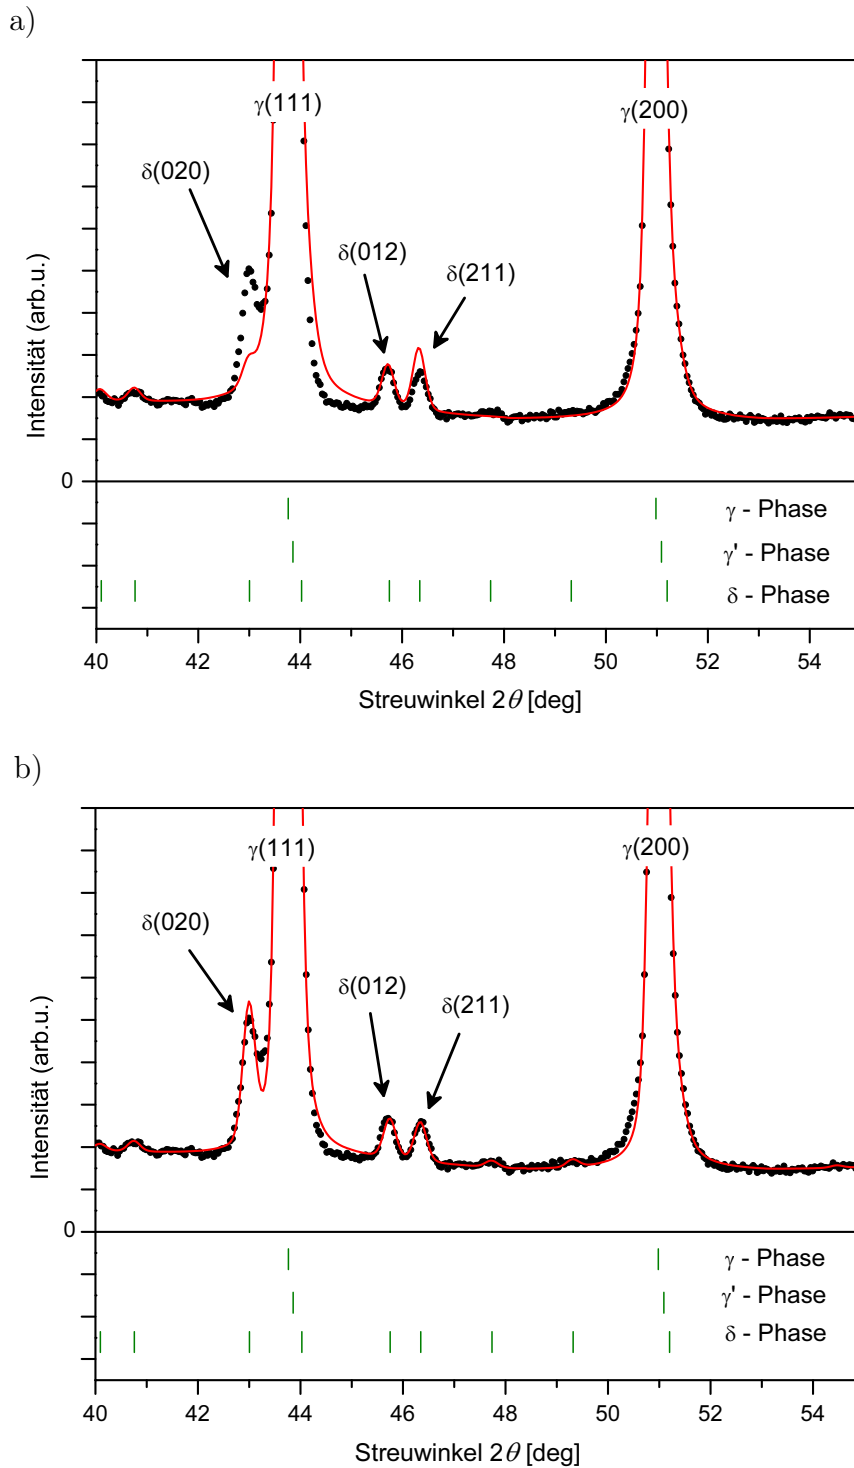 a)
γ(111)
γ(200)
δ(020)
δ(012)
δ(211)
Intensität (arb.u.)
0
γ - Phase
γ' - Phase
δ - Phase
40 42 44 46 48 50 52 54
Streuwinkel 2θ [deg]
b)
γ(111)
γ(200)
δ(020)
δ(012)
δ(211)
Intensität (arb.u.)
0
γ - Phase
γ' - Phase
δ - Phase
40 42 44 46 48 50 52 54
Streuwinkel 2θ [deg]